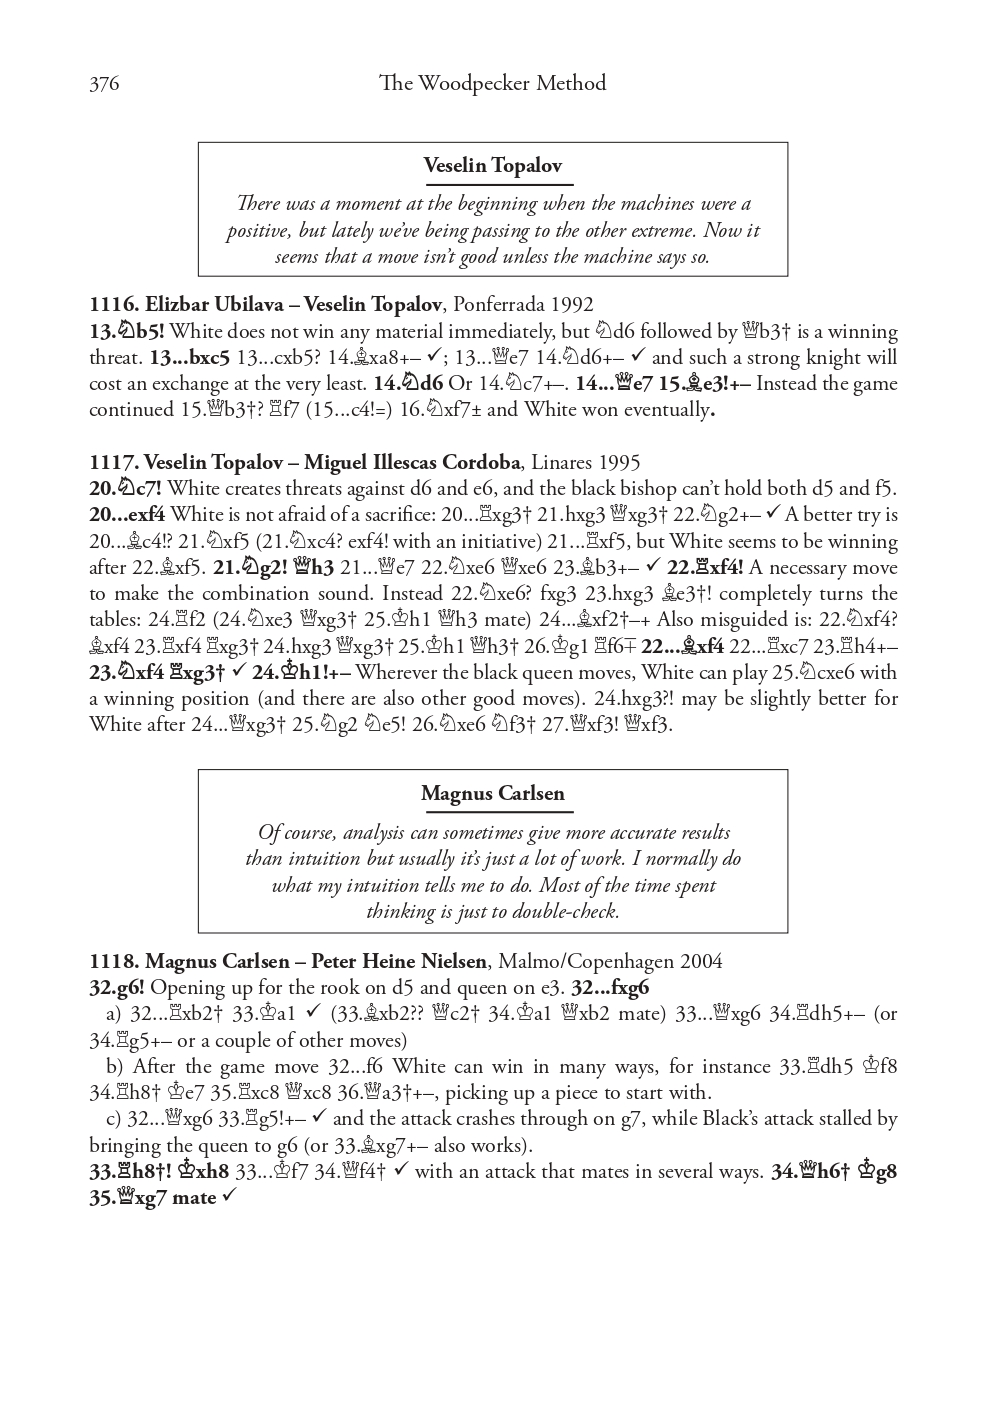 376
The Woodpecker Method
Veselin Topalov
There was a moment at the beginning when the machines were a
positive, but lately we’ve being passing to the other extreme. Now it
seems that a move isn’t good unless the machine says so.
1116. Elizbar Ubilava – Veselin Topalov, Ponferrada 1992
13.♘b5! White does not win any material immediately, but ♘d6 followed by ♕b3† is a winning
threat. 13...bxc5 13...cxb5? 14.♗xa8+– ✓; 13...♕e7 14.♘d6+– ✓ and such a strong knight will
cost an exchange at the very least. 14.♘d6 Or 14.♘c7+–. 14...♕e7 15.♗e3!+– Instead the game
continued 15.♕b3†? ♖f7 (15...c4!=) 16.♘xf7± and White won eventually.
1117. Veselin Topalov – Miguel Illescas Cordoba, Linares 1995
20.♘c7! White creates threats against d6 and e6, and the black bishop can’t hold both d5 and f5.
20...exf4 White is not afraid of a sacrifice: 20...♖xg3† 21.hxg3 ♕xg3† 22.♘g2+– ✓ A better try is
20...♗c4!? 21.♘xf5 (21.♘xc4? exf4! with an initiative) 21...♖xf5, but White seems to be winning
after 22.♗xf5. 21.♘g2! ♕h3 21...♕e7 22.♘xe6 ♕xe6 23.♗b3+– ✓ 22.♖xf4! A necessary move
to make the combination sound. Instead 22.♘xe6? fxg3 23.hxg3 ♗e3†! completely turns the
tables: 24.♖f2 (24.♘xe3 ♕xg3† 25.♔h1 ♕h3 mate) 24...♗xf2†–+ Also misguided is: 22.♘xf4?
♗xf4 23.♖xf4 ♖xg3† 24.hxg3 ♕xg3† 25.♔h1 ♕h3† 26.♔g1 ♖f6∓ 22...♗xf4 22...♖xc7 23.♖h4+–
23.♘xf4 ♖xg3† ✓ 24.♔h1!+– Wherever the black queen moves, White can play 25.♘cxe6 with
a winning position (and there are also other good moves). 24.hxg3?! may be slightly better for
White after 24...♕xg3† 25.♘g2 ♘e5! 26.♘xe6 ♘f3† 27.♕xf3! ♕xf3.
Magnus Carlsen
Of course, analysis can sometimes give more accurate results
than intuition but usually it’s just a lot of work. I normally do
what my intuition tells me to do. Most of the time spent
thinking is just to double-check.
1118. Magnus Carlsen – Peter Heine Nielsen, Malmo/Copenhagen 2004
32.g6! Opening up for the rook on d5 and queen on e3. 32...fxg6
a) 32...♖xb2† 33.♔a1 ✓ (33.♗xb2?? ♕c2† 34.♔a1 ♕xb2 mate) 33...♕xg6 34.♖dh5+– (or
34.♖g5+– or a couple of other moves)
b) After the game move 32...f6 White can win in many ways, for instance 33.♖dh5 ♔f8
34.♖h8† ♔e7 35.♖xc8 ♕xc8 36.♕a3†+–, picking up a piece to start with.
c) 32...♕xg6 33.♖g5!+– ✓ and the attack crashes through on g7, while Black’s attack stalled by
bringing the queen to g6 (or 33.♗xg7+– also works).
33.♖h8†! ♔xh8 33...♔f7 34.♕f4† ✓ with an attack that mates in several ways. 34.♕h6† ♔g8
35.♕xg7 mate ✓